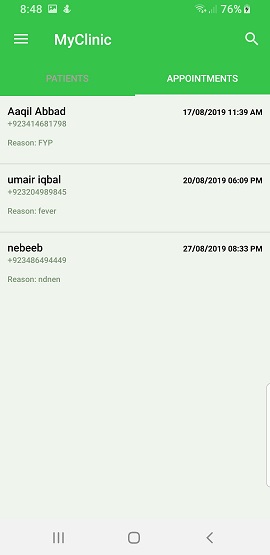 8:48 76%
MyClinic
PATIENTS APPOINTMENTS
Aaqil Abbad 17/08/2019 11:39 AM
+923414681798
Reason: FYP
umair iqbal 20/08/2019 06:09 PM
+923204989845
Reason: fever
nebeeb 27/08/2019 08:33 PM
+923486494449
Reason: ndnen